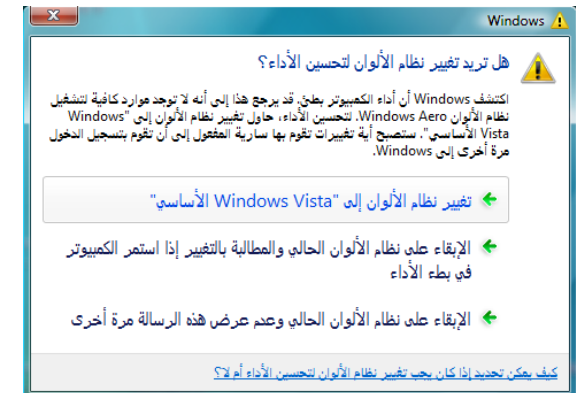 Windows
هل تريد تغيير نظام الألوان لتحسين الأداء؟
اكتشف Windows أن أداء الكمبيوتر بطئ. قد يرجع هذا إلى أنه لا توجد موارد كافية لتشغيل
نظام الألوان Windows Aero. لتحسين الأداء، حاول تغيير نظام الألوان إلى "Windows
Vista الأساسي". ستصبح أية تغييرات تقوم بها سارية المفعول إلى أن تقوم بتسجيل الدخول
مرة أخرى إلى Windows.
تغيير نظام الألوان إلى "Windows Vista الأساسي"
الإبقاء على نظام الألوان الحالي والمطالبة بالتغيير إذا استمر الكمبيوتر
في بطء الأداء
الإبقاء على نظام الألوان الحالي وعدم عرض هذه الرسالة مرة أخرى
كيف يمكن تحديد إذا كان يجب تغيير نظام الألوان لتحسين الأداء أم لا؟